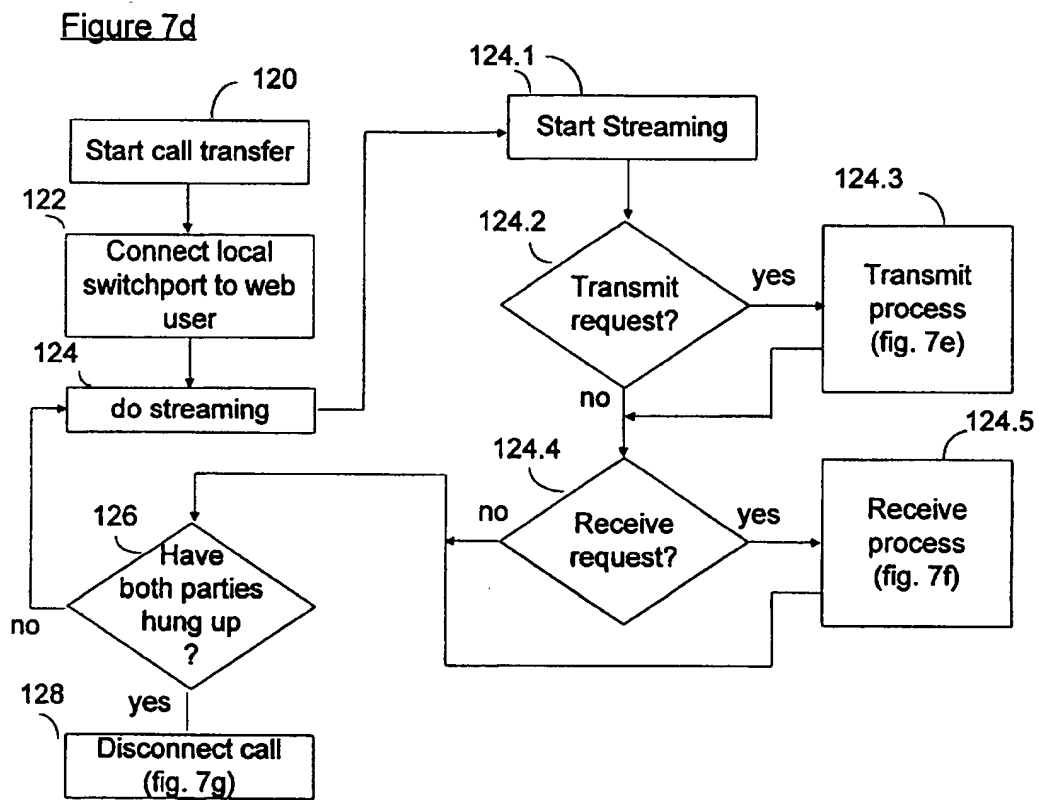 Figure 7d
120
Start call transfer
122
Connect local
switchport to web
user
124
do streaming
124.1
Start Streaming
124.2
Transmit
request?
yes
no
124.3
Transmit
process
(fig. 7e)
124.4
Receive
request?
no
yes
124.5
Receive
process
(fig. 7f)
126
Have
both parties
hung up
?
no
yes
128
Disconnect call
(fig. 7g)